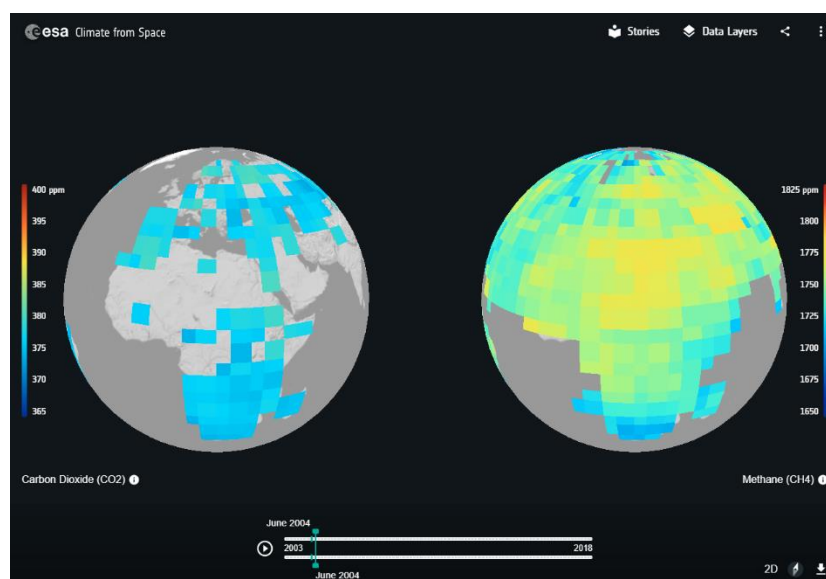 esa Climate from Space
Stories
Data Layers
400 ppm
395
390
385
380
375
370
365
1825 ppm
1800
1775
1750
1725
1700
1675
1650
Carbon Dioxide (CO2)
Methane (CH4)
June 2004
2003
2018
June 2004
2D